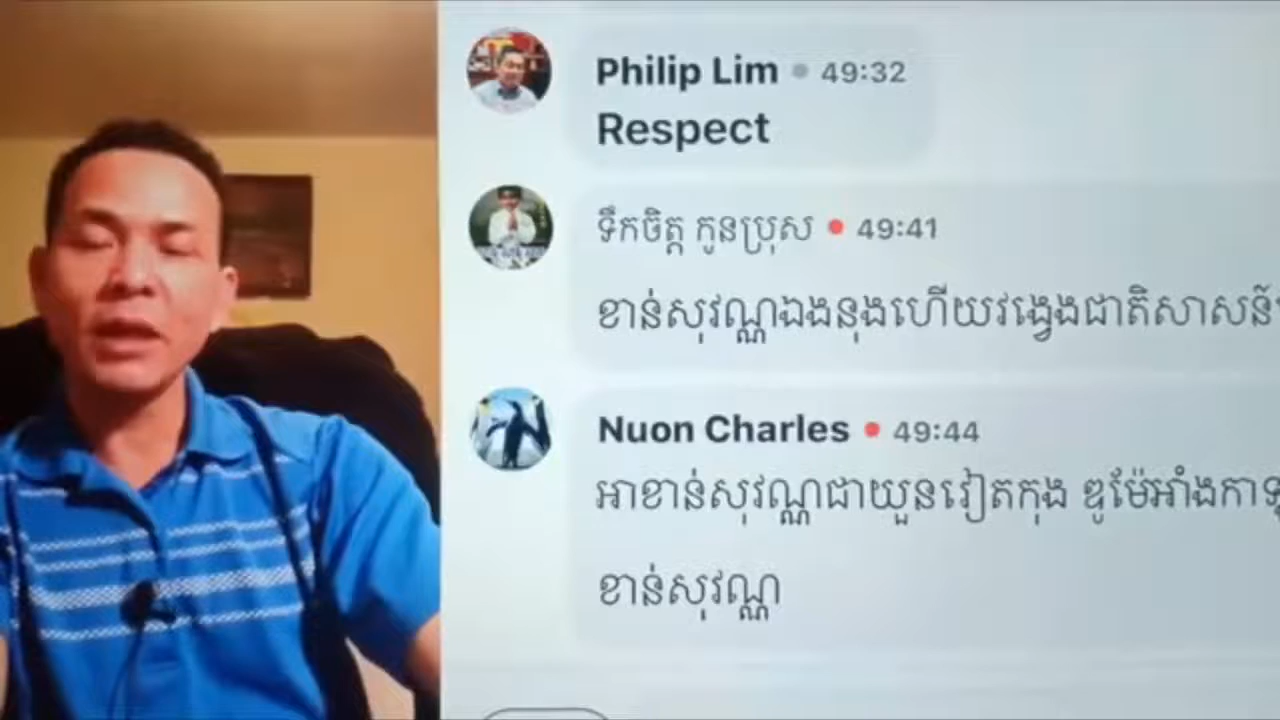 Philip Lim • 49:32
Respect
ទឹកចិត្ត កូនប្រុស • 49:41
ខាន់សុវណ្ណឯងនុងហើយវង្វេងជាតិសាសន៍
Nuon Charles • 49:44
អាខាន់សុវណ្ណជាយួនវៀតកុង ឌូម៉ែអាំងកា
ខាន់សុវណ្ណ